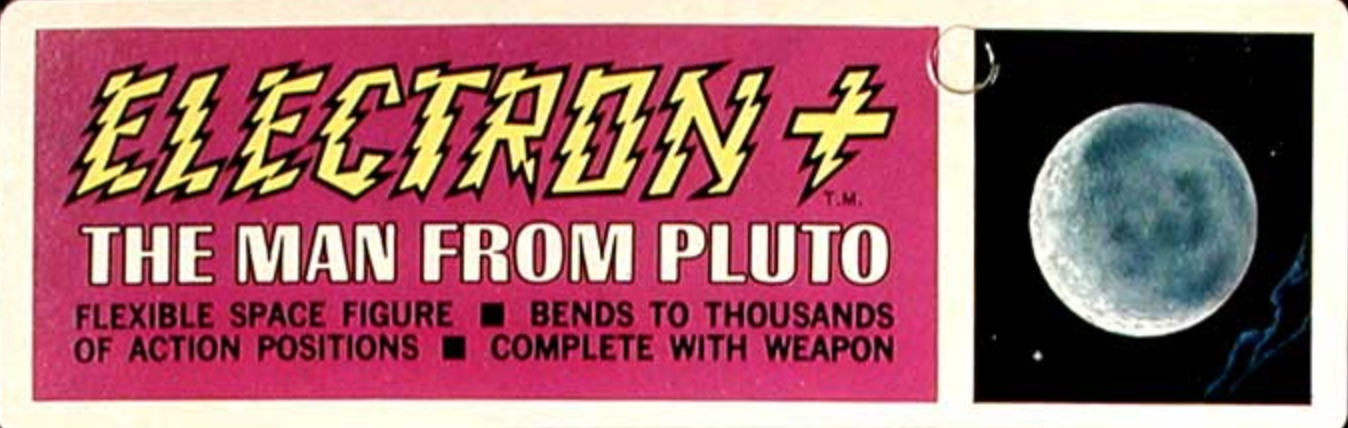 ELECTRON +
T.M.
THE MAN FROM PLUTO
FLEXIBLE SPACE FIGURE ■ BENDS TO THOUSANDS
OF ACTION POSITIONS ■ COMPLETE WITH WEAPON